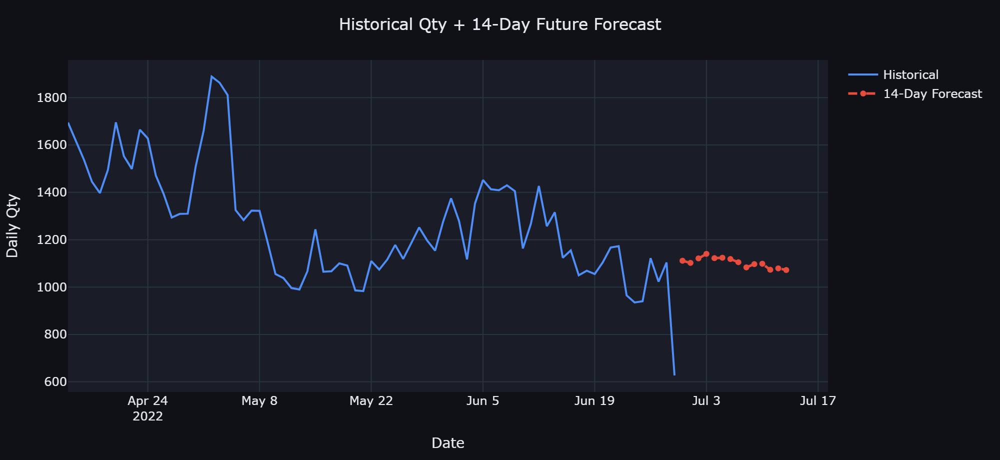 Historical Qty + 14-Day Future Forecast
Historical
14-Day Forecast
Daily Qty
1800
1600
1400
1200
1000
800
600
Apr 24
2022
May 8
May 22
Jun 5
Jun 19
Jul 3
Jul 17
Date